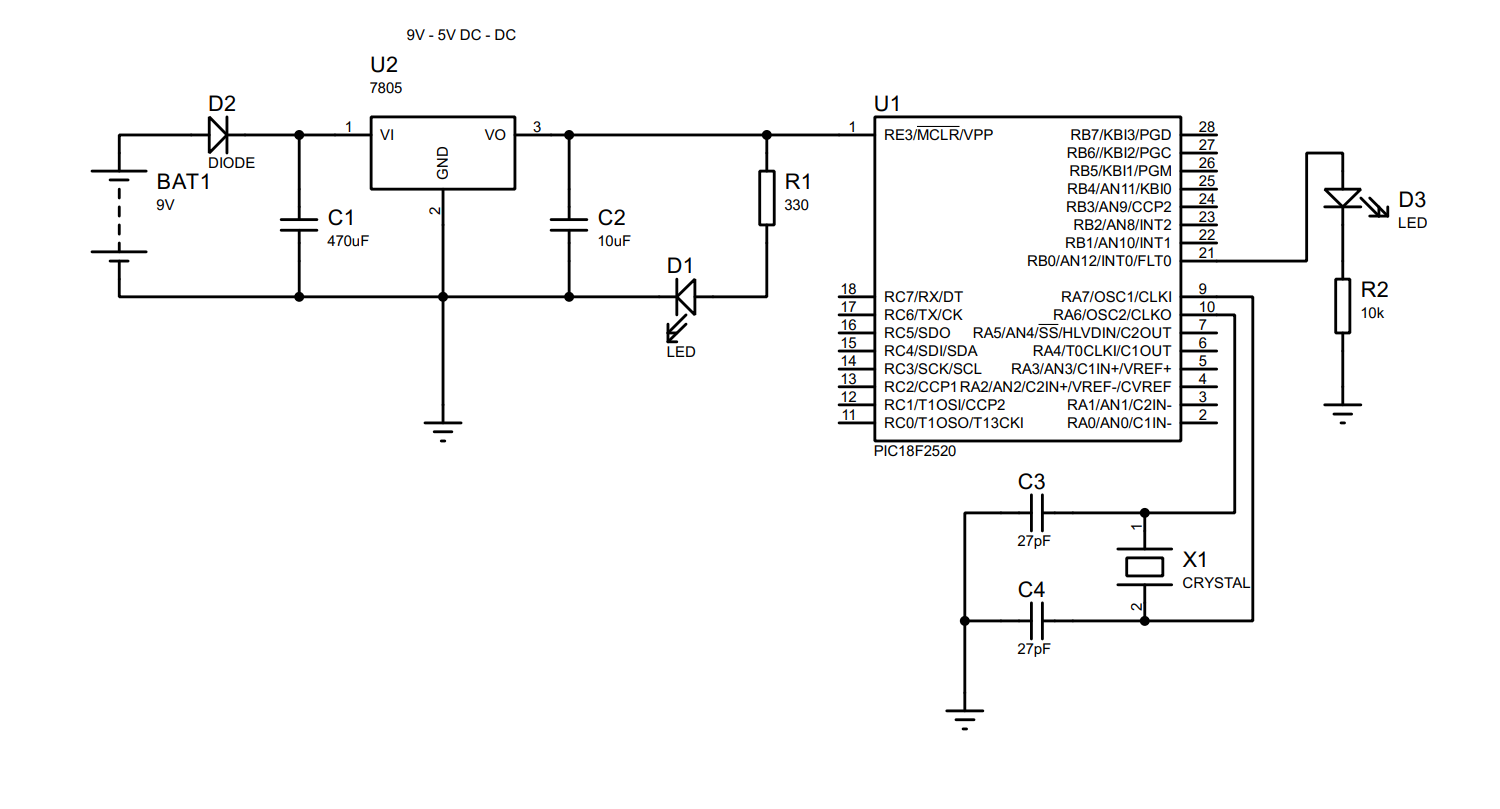 9V - 5V DC - DC
U2
7805
D2
DIODE
1
VI
VO
3
GND
2
BAT1
9V
C1
470uF
C2
10uF
R1
330
D1
LED
U1
1
RE3/MCLR/VPP
RB7/KBI3/PGD
28
RB6//KBI2/PGC
27
RB5/KBI1/PGM
26
RB4/AN11/KBI0
25
RB3/AN9/CCP2
24
RB2/AN8/INT2
23
RB1/AN10/INT1
22
RB0/AN12/INT0/FLT0
21
18
RC7/RX/DT
RA7/OSC1/CLKI
9
17
RC6/TX/CK
RA6/OSC2/CLKO
10
16
RC5/SDO
RA5/AN4/SS/HLVDIN/C2OUT
7
15
RC4/SDI/SDA
RA4/T0CLKI/C1OUT
6
14
RC3/SCK/SCL
RA3/AN3/C1IN+/VREF+
5
13
RC2/CCP1
RA2/AN2/C2IN+/VREF-/CVREF
4
12
RC1/T1OSI/CCP2
RA1/AN1/C2IN-
3
11
RC0/T1OSO/T13CKI
RA0/AN0/C1IN-
2
PIC18F2520
D3
LED
R2
10k
C3
27pF
1
X1
CRYSTAL
2
C4
27pF